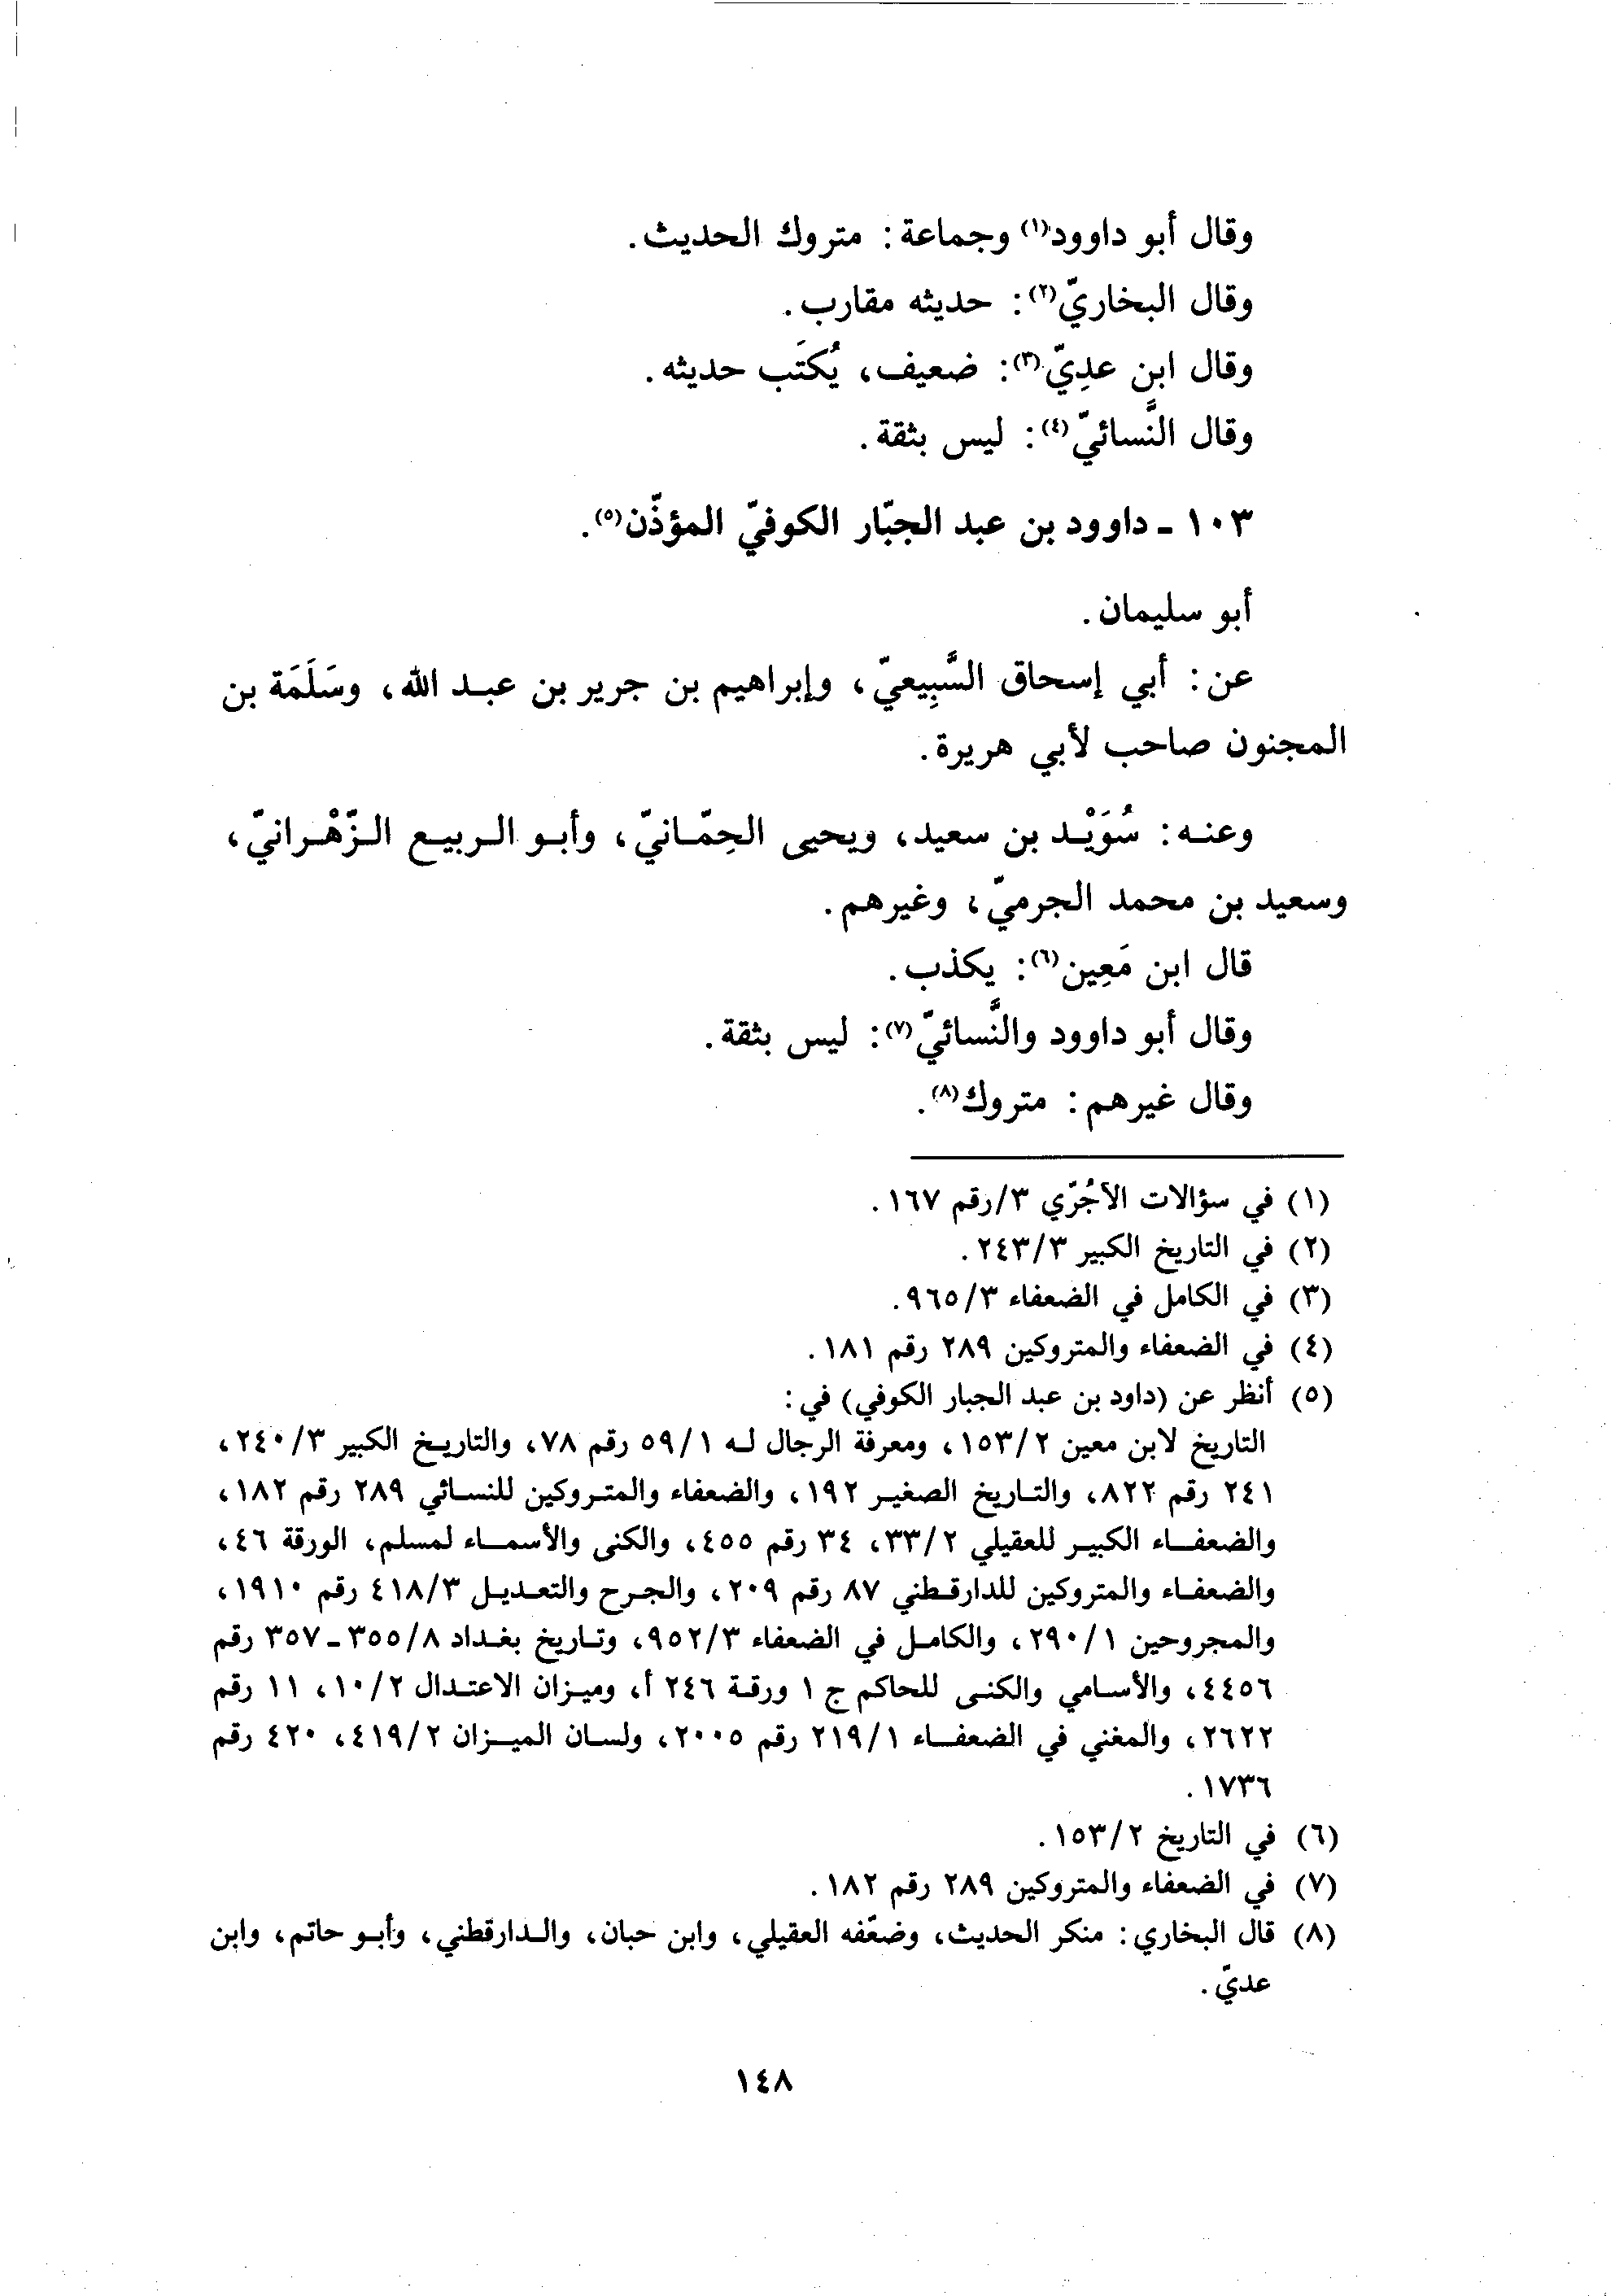 وقال أبو داوود(١) وجماعة: متروك الحديث.
وقال البخاريّ(٢): حديثه مقارب.
وقال ابن عدِيّ(٣): ضعيف، يُكتَب حديثه.
وقال النَّسائيّ(٤): ليس بثقة.
١٠٣ - داوود بن عبد الجبّار الكوفيّ المؤذّن(٥).
أبو سليمان.
عن: أبي إسحاق السَّبِيعيّ، وإبراهيم بن جرير بن عبد الله، وسَلَمَة بن
المجنون صاحب لأبي هريرة.
وعنه: سُوَيْد بن سعيد، ويحيى الحِمّانيّ، وأبو الربيع الزّهْرانيّ،
وسعيد بن محمد الجرميّ، وغيرهم.
قال ابن مَعِين(٦): يكذب.
وقال أبو داوود والنَّسائيّ(٧): ليس بثقة.
وقال غيرهم: متروك(٨).
(١) في سؤالات الآجُرّي ٣/رقم ١٦٧.
(٢) في التاريخ الكبير ٢٤٣/٣.
(٣) في الكامل في الضعفاء ٩٦٥/٣.
(٤) في الضعفاء والمتروكين ٢٨٩ رقم ١٨١.
(٥) أنظر عن (داود بن عبد الجبار الكوفي) في:
التاريخ لابن معين ١٥٣/٢، ومعرفة الرجال له ٥٩/١ رقم ٧٨، والتاريخ الكبير ٢٤٠/٣،
٢٤١ رقم ٨٢٢، والتاريخ الصغير ١٩٢، والضعفاء والمتروكين للنسائي ٢٨٩ رقم ١٨٢،
والضعفاء الكبير للعقيلي ٣٣/٢، ٣٤ رقم ٤٥٥، والكنى والأسماء لمسلم، الورقة ٤٦،
والضعفاء والمتروكين للدارقطني ٨٧ رقم ٢٠٩، والجرح والتعديل ٤١٨/٣ رقم ١٩١٠،
والمجروحين ٢٩٠/١، والكامل في الضعفاء ٩٥٢/٣، وتاريخ بغداد ٣٥٥/٨ - ٣٥٧ رقم
٤٤٥٦، والأسامي والكنى للحاكم ج ١ ورقة ٢٤٦ أ، وميزان الاعتدال ١٠/٢، ١١ رقم
٢٦٢٢، والمغني في الضعفاء ٢١٩/١ رقم ٢٠٠٥، ولسان الميزان ٤١٩/٢، ٤٢٠ رقم
١٧٣٦.
(٦) في التاريخ ١٥٣/٢.
(٧) في الضعفاء والمتروكين ٢٨٩ رقم ١٨٢.
(٨) قال البخاري: منكر الحديث، وضعّفه العقيلي، وابن حبان، والدارقطني، وأبو حاتم، وابن
عديّ.
١٤٨